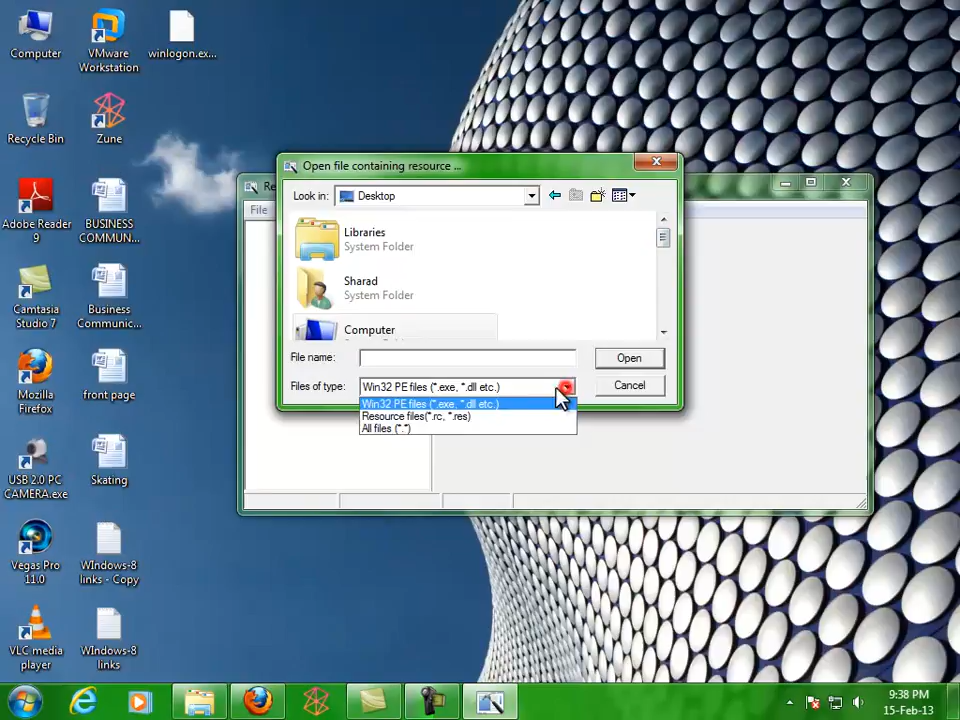 Computer
VMware
Workstation
winlogon.ex...
Recycle Bin
Zune
Adobe Reader
9
BUSINESS
COMMUN...
Camtasia
Studio 7
Business
Communic...
Mozilla
Firefox
front page
USB 2.0 PC
CAMERA.exe
Skating
Vegas Pro
11.0
WIndows-8
links - Copy
VLC media
player
WIndows-8
links
Re
File
Open file containing resource ...
Look in:
Desktop
Libraries
System Folder
Sharad
System Folder
Computer
File name:
Open
Files of type:
Win32 PE files (*.exe, *.dll etc.)
Cancel
Win32 PE files (*.exe, *.dll etc.)
Resource files(*.rc, *.res)
All files (*.*)
9:38 PM
15-Feb-13